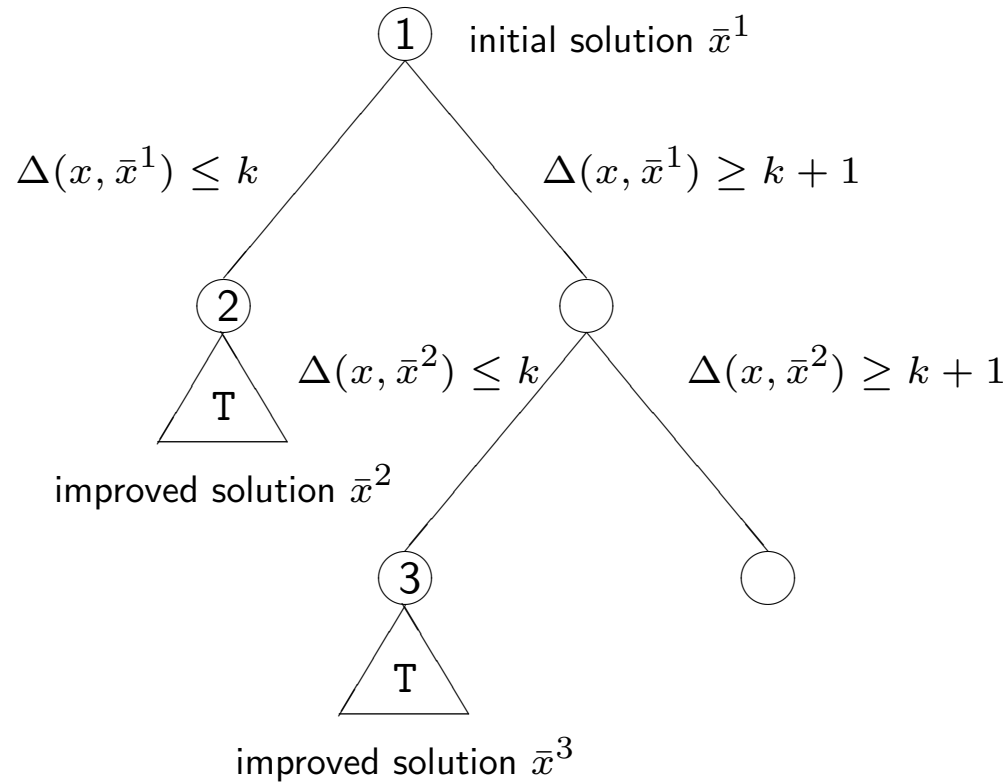 1 initial solution x̄¹
Δ(x, x̄¹) ≤ k
Δ(x, x̄¹) ≥ k + 1
2
Δ(x, x̄²) ≤ k
Δ(x, x̄²) ≥ k + 1
T
improved solution x̄²
3
T
improved solution x̄³